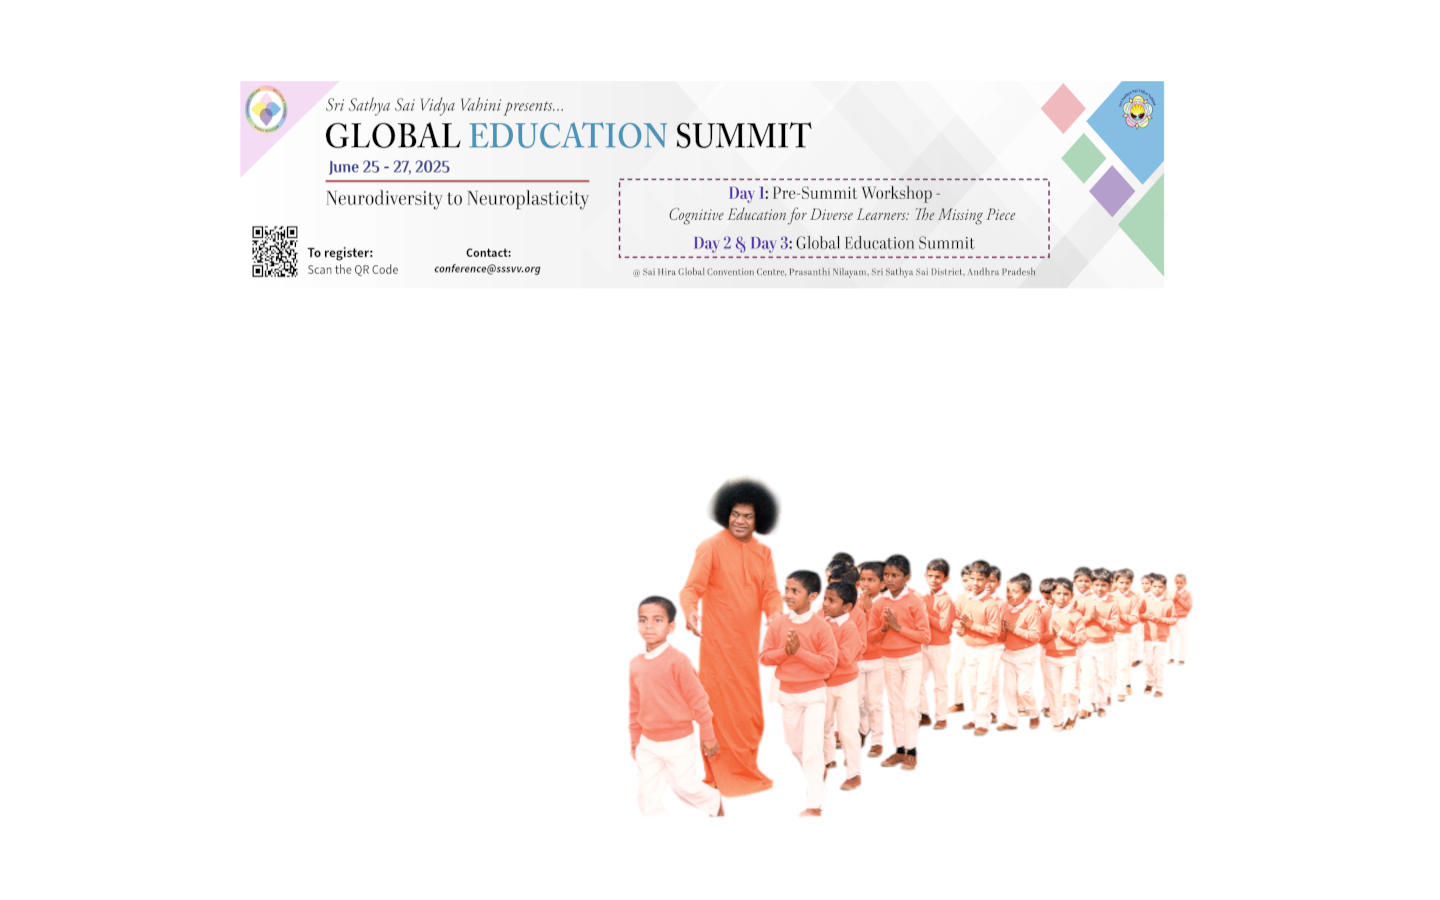 Sri Sathya Sai Vidya Vahini presents...
GLOBAL EDUCATION SUMMIT
June 25 - 27, 2025
Neurodiversity to Neuroplasticity
To register:
Scan the QR Code
Contact:
conference@sssvv.org
Day 1: Pre-Summit Workshop -
Cognitive Education for Diverse Learners: The Missing Piece
Day 2 & Day 3: Global Education Summit
@ Sai Hira Global Convention Centre, Prasanthi Nilayam, Sri Sathya Sai District, Andhra Pradesh